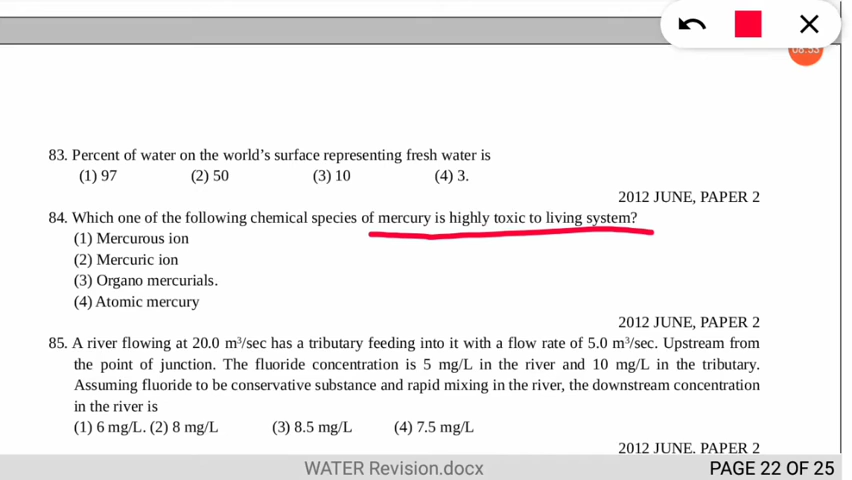 08:53
83. Percent of water on the world's surface representing fresh water is
(1) 97 (2) 50 (3) 10 (4) 3.
2012 JUNE, PAPER 2
84. Which one of the following chemical species of mercury is highly toxic to living system?
(1) Mercurous ion
(2) Mercuric ion
(3) Organo mercurials.
(4) Atomic mercury
2012 JUNE, PAPER 2
85. A river flowing at 20.0 m³/sec has a tributary feeding into it with a flow rate of 5.0 m³/sec. Upstream from
the point of junction. The fluoride concentration is 5 mg/L in the river and 10 mg/L in the tributary.
Assuming fluoride to be conservative substance and rapid mixing in the river, the downstream concentration
in the river is
(1) 6 mg/L. (2) 8 mg/L (3) 8.5 mg/L (4) 7.5 mg/L
2012 JUNE, PAPER 2
WATER Revision.docx PAGE 22 OF 25